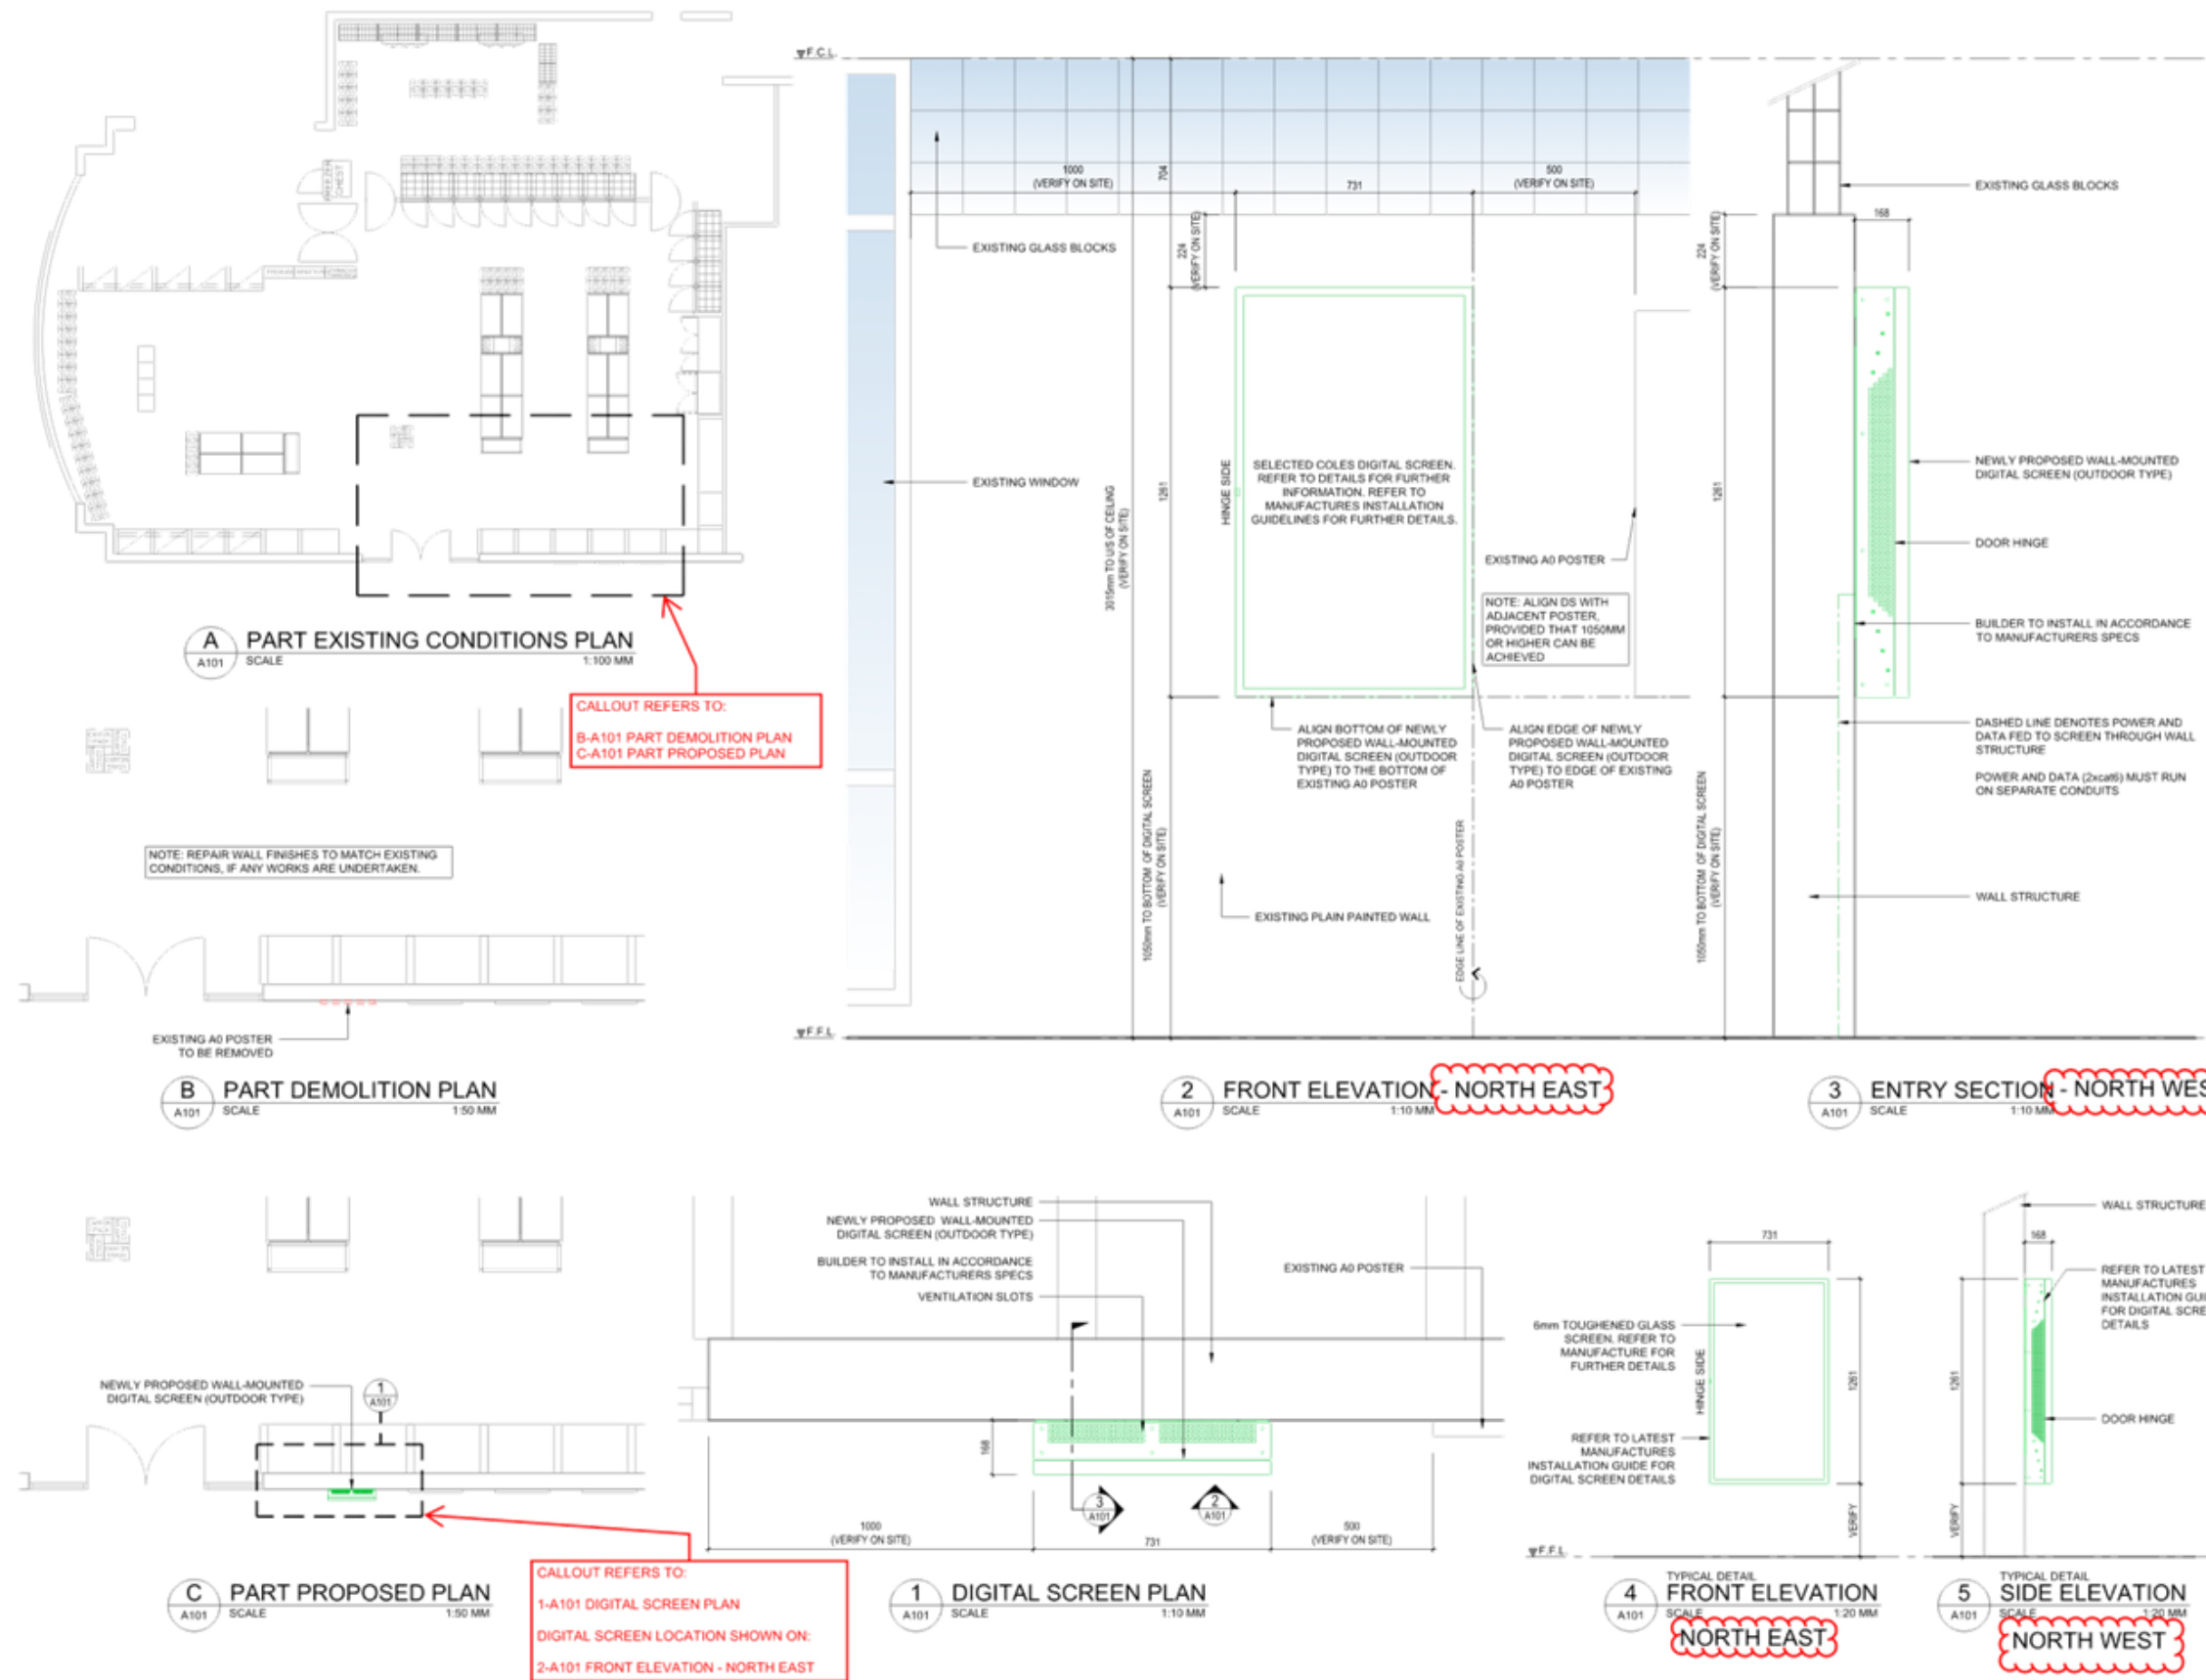 FREEZER
CHEST
A
A101
PART EXISTING CONDITIONS PLAN
SCALE
1:100 MM
CALLOUT REFERS TO:
B-A101 PART DEMOLITION PLAN
C-A101 PART PROPOSED PLAN
NOTE: REPAIR WALL FINISHES TO MATCH EXISTING
CONDITIONS, IF ANY WORKS ARE UNDERTAKEN.
EXISTING A0 POSTER
TO BE REMOVED
B
A101
PART DEMOLITION PLAN
SCALE
1:50 MM
F.C.L.
1000
(VERIFY ON SITE)
704
731
500
(VERIFY ON SITE)
EXISTING GLASS BLOCKS
224
(VERIFY ON SITE)
EXISTING WINDOW
3015mm TO U/S OF CEILING
(VERIFY ON SITE)
1261
HINGE SIDE
SELECTED COLES DIGITAL SCREEN.
REFER TO DETAILS FOR FURTHER
INFORMATION. REFER TO
MANUFACTURES INSTALLATION
GUIDELINES FOR FURTHER DETAILS.
EXISTING A0 POSTER
NOTE: ALIGN DS WITH
ADJACENT POSTER,
PROVIDED THAT 1050MM
OR HIGHER CAN BE
ACHIEVED
ALIGN BOTTOM OF NEWLY
PROPOSED WALL-MOUNTED
DIGITAL SCREEN (OUTDOOR
TYPE) TO THE BOTTOM OF
EXISTING A0 POSTER
ALIGN EDGE OF NEWLY
PROPOSED WALL-MOUNTED
DIGITAL SCREEN (OUTDOOR
TYPE) TO EDGE OF EXISTING
A0 POSTER
1050mm TO BOTTOM OF DIGITAL SCREEN
(VERIFY ON SITE)
EXISTING PLAIN PAINTED WALL
EDGE LINE OF EXISTING A0 POSTER
F.F.L.
2
A101
FRONT ELEVATION - NORTH EAST
SCALE
1:10 MM
EXISTING GLASS BLOCKS
168
224
(VERIFY ON SITE)
1261
NEWLY PROPOSED WALL-MOUNTED
DIGITAL SCREEN (OUTDOOR TYPE)
DOOR HINGE
BUILDER TO INSTALL IN ACCORDANCE
TO MANUFACTURERS SPECS
DASHED LINE DENOTES POWER AND
DATA FED TO SCREEN THROUGH WALL
STRUCTURE
POWER AND DATA (2xcat6) MUST RUN
ON SEPARATE CONDUITS
1050mm TO BOTTOM OF DIGITAL SCREEN
(VERIFY ON SITE)
WALL STRUCTURE
3
A101
ENTRY SECTION - NORTH WES
SCALE
1:10 MM
NEWLY PROPOSED WALL-MOUNTED
DIGITAL SCREEN (OUTDOOR TYPE)
1
A101
C
A101
PART PROPOSED PLAN
SCALE
1:50 MM
CALLOUT REFERS TO:
1-A101 DIGITAL SCREEN PLAN
DIGITAL SCREEN LOCATION SHOWN ON:
2-A101 FRONT ELEVATION - NORTH EAST
WALL STRUCTURE
NEWLY PROPOSED WALL-MOUNTED
DIGITAL SCREEN (OUTDOOR TYPE)
BUILDER TO INSTALL IN ACCORDANCE
TO MANUFACTURERS SPECS
VENTILATION SLOTS
EXISTING A0 POSTER
168
3
A101
2
A101
1000
(VERIFY ON SITE)
731
500
(VERIFY ON SITE)
1
A101
DIGITAL SCREEN PLAN
SCALE
1:10 MM
731
6mm TOUGHENED GLASS
SCREEN, REFER TO
MANUFACTURE FOR
FURTHER DETAILS
HINGE SIDE
1261
REFER TO LATEST
MANUFACTURES
INSTALLATION GUIDE FOR
DIGITAL SCREEN DETAILS
VERIFY
F.F.L.
4
A101
TYPICAL DETAIL
FRONT ELEVATION
SCALE
1:20 MM
NORTH EAST
WALL STRUCTURE
168
REFER TO LATEST
MANUFACTURES
INSTALLATION GUI
FOR DIGITAL SCRE
DETAILS
1261
DOOR HINGE
VERIFY
5
A101
TYPICAL DETAIL
SIDE ELEVATION
SCALE
1:20 MM
NORTH WEST